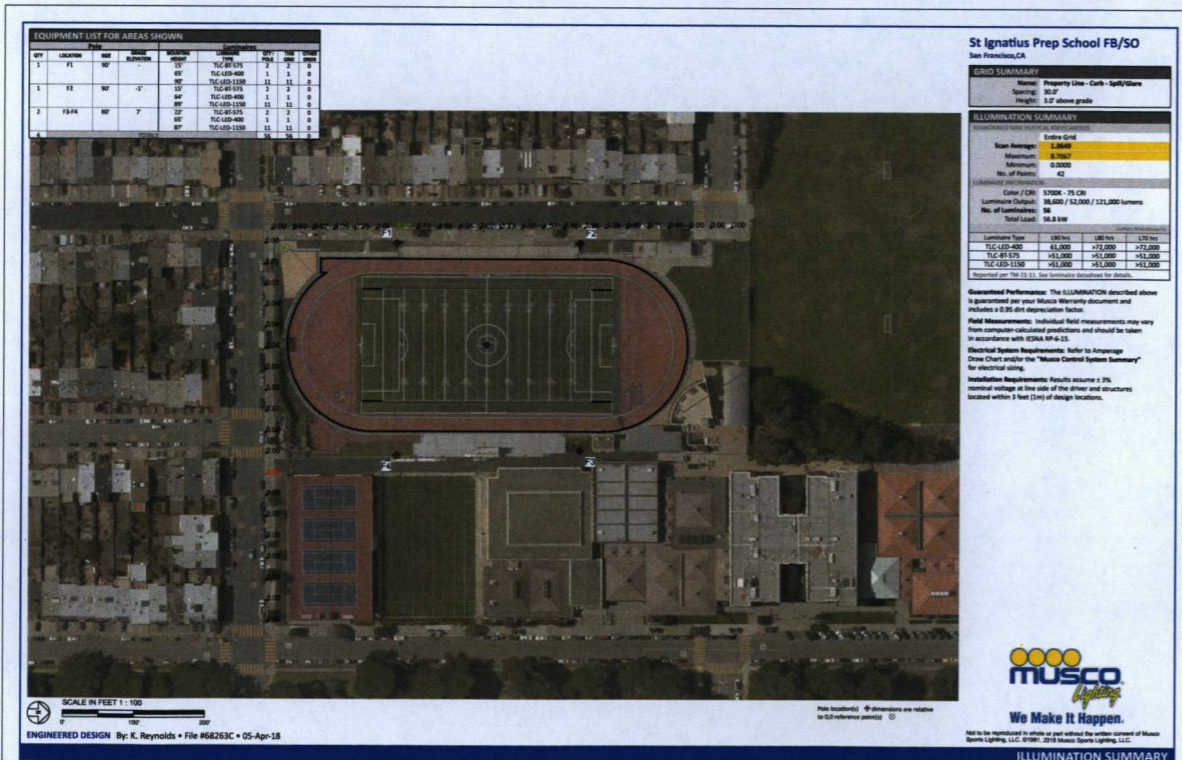 EQUIPMENT LIST FOR AREAS SHOWN
Pole Luminaires
QTY LOCATION SIZE GRADE ELEVATION MOUNTING HEIGHT LUMINAIRE TYPE QTY / POLE THIS GRID OTHER GRIDS
1 F1 90' - 15' TLC-BT-575 2 2 0
65' TLC-LED-400 1 1 0
90' TLC-LED-1150 11 11 0
1 F2 90' -1' 15' TLC-BT-575 2 2 0
64' TLC-LED-400 1 1 0
89' TLC-LED-1150 11 11 0
2 F3-F4 80' 7' 22' TLC-BT-575 2 2 0
65' TLC-LED-400 1 1 0
87' TLC-LED-1150 11 11 0
4 TOTALS 56 56 0
St Ignatius Prep School FB/SO
San Francisco,CA
GRID SUMMARY
Name: Property Line - Curb - Spill/Glare
Spacing: 30.0'
Height: 3.0' above grade
ILLUMINATION SUMMARY
MAINTAINED MAX VERTICAL FOOTCANDLES
Entire Grid
Scan Average:
Maximum:
Minimum: 0.0000
No. of Points: 42
LUMINAIRE INFORMATION
Color / CRI: 5700K - 75 CRI
Luminaire Output: 38,600 / 52,000 / 121,000 lumens
No. of Luminaires: 56
Total Load: 56.8 kW
Luminaire Type L90 hrs L80 hrs L70 hrs
TLC-LED-400 61,000 >72,000 >72,000
TLC-BT-575 >51,000 >51,000 >51,000
TLC-LED-1150 >51,000 >51,000 >51,000
Reported per TM-21-11. See luminaire datasheet for details.
Guaranteed Performance: The ILLUMINATION described above
is guaranteed per your Musco Warranty document and
includes a 0.95 dirt depreciation factor.
Field Measurements: Individual field measurements may vary
from computer-calculated predictions and should be taken
in accordance with IESNA RP-6-15.
Electrical System Requirements: Refer to Amperage
Draw Chart and/or the "Musco Control System Summary"
for electrical sizing.
Installation Requirements: Results assume ± 3%
nominal voltage at line side of the driver and structures
located within 3 feet (1m) of design locations.
F1 F2
F4 F3
SCALE IN FEET 1 : 100
0' 100' 200'
Pole location(s) dimensions are relative
to 0,0 reference point(s)
ENGINEERED DESIGN By: K. Reynolds • File #68263C • 05-Apr-18
MUSCO
Lighting
We Make It Happen.
Not to be reproduced in whole or part without the written consent of Musco
Sports Lighting, LLC. ©1981, 2018 Musco Sports Lighting, LLC.
ILLUMINATION SUMMARY